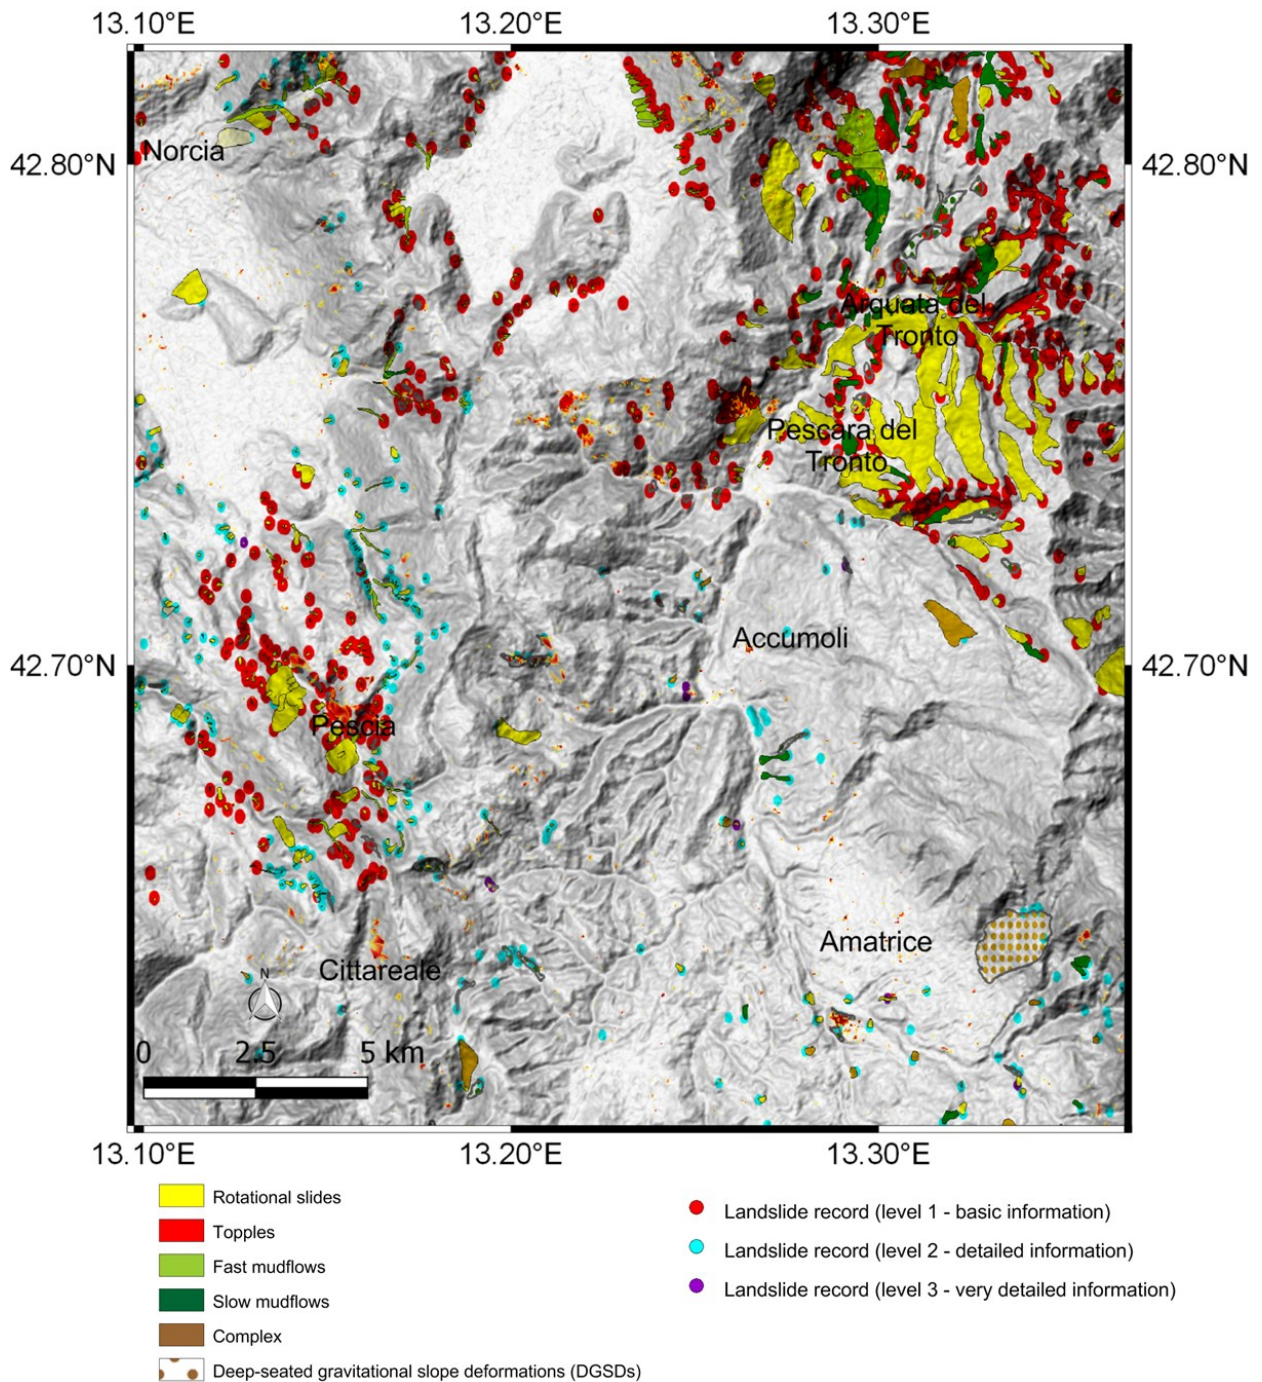 13.10°E 13.20°E 13.30°E
Norcia
42.80°N 42.80°N
Arquata del
Tronto
Pescara del
Tronto
Accumoli
42.70°N 42.70°N
Pescia
Amatrice
Cittareale
N
0 2.5 5 km
13.10°E 13.20°E 13.30°E
Rotational slides
Topples
Fast mudflows
Slow mudflows
Complex
Deep-seated gravitational slope deformations (DGSDs)
Landslide record (level 1 - basic information)
Landslide record (level 2 - detailed information)
Landslide record (level 3 - very detailed information)